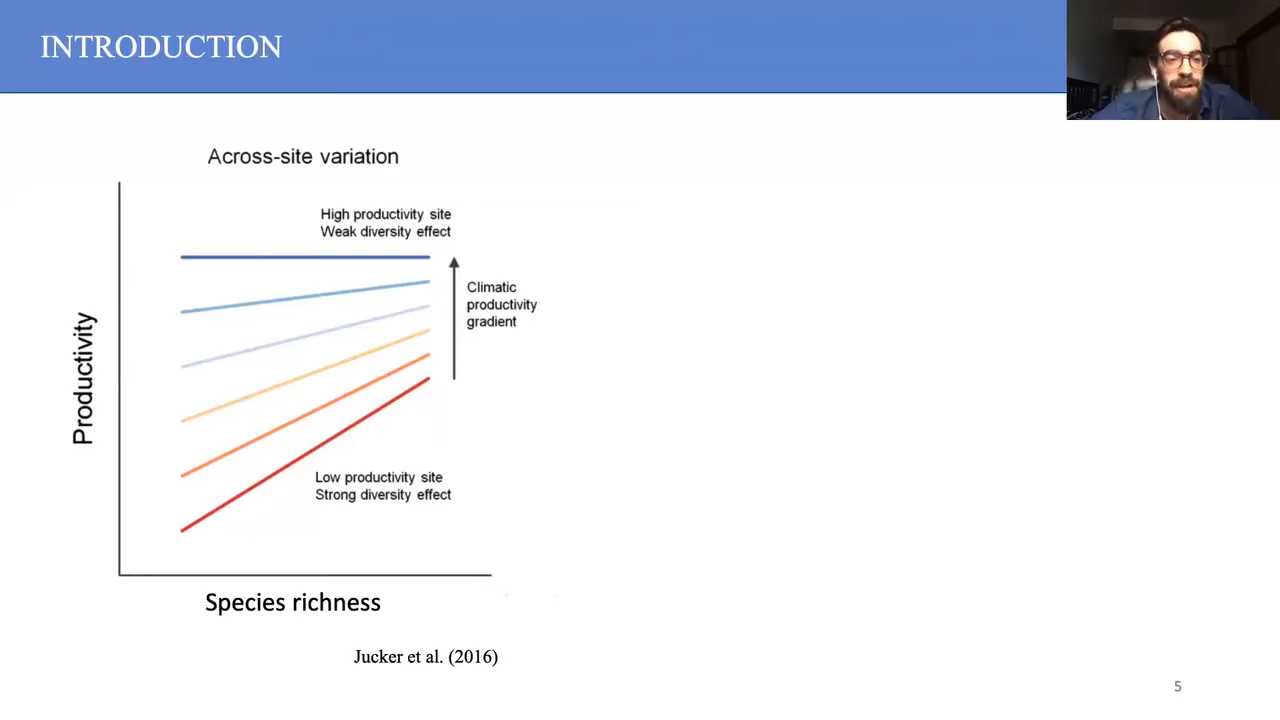 INTRODUCTION
Across-site variation
High productivity site
Weak diversity effect
Climatic
productivity
gradient
Productivity
Low productivity site
Strong diversity effect
Species richness
Jucker et al. (2016)
5